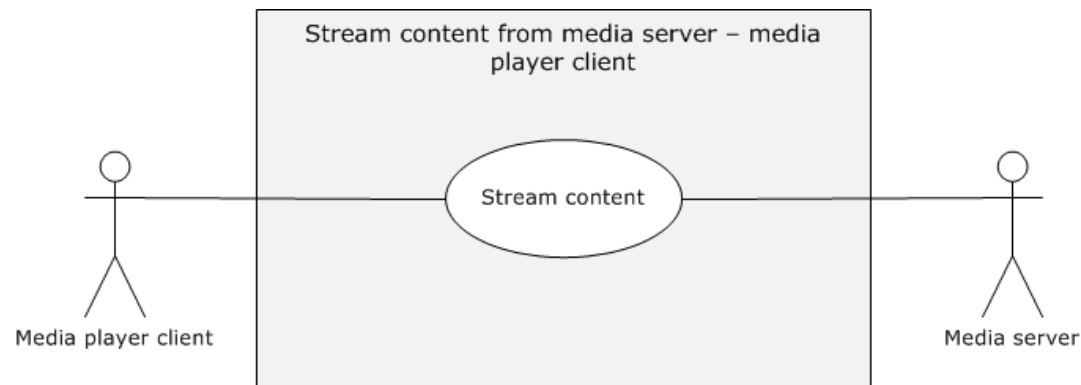 Stream content from media server – media
player client
Stream content
Media player client
Media server